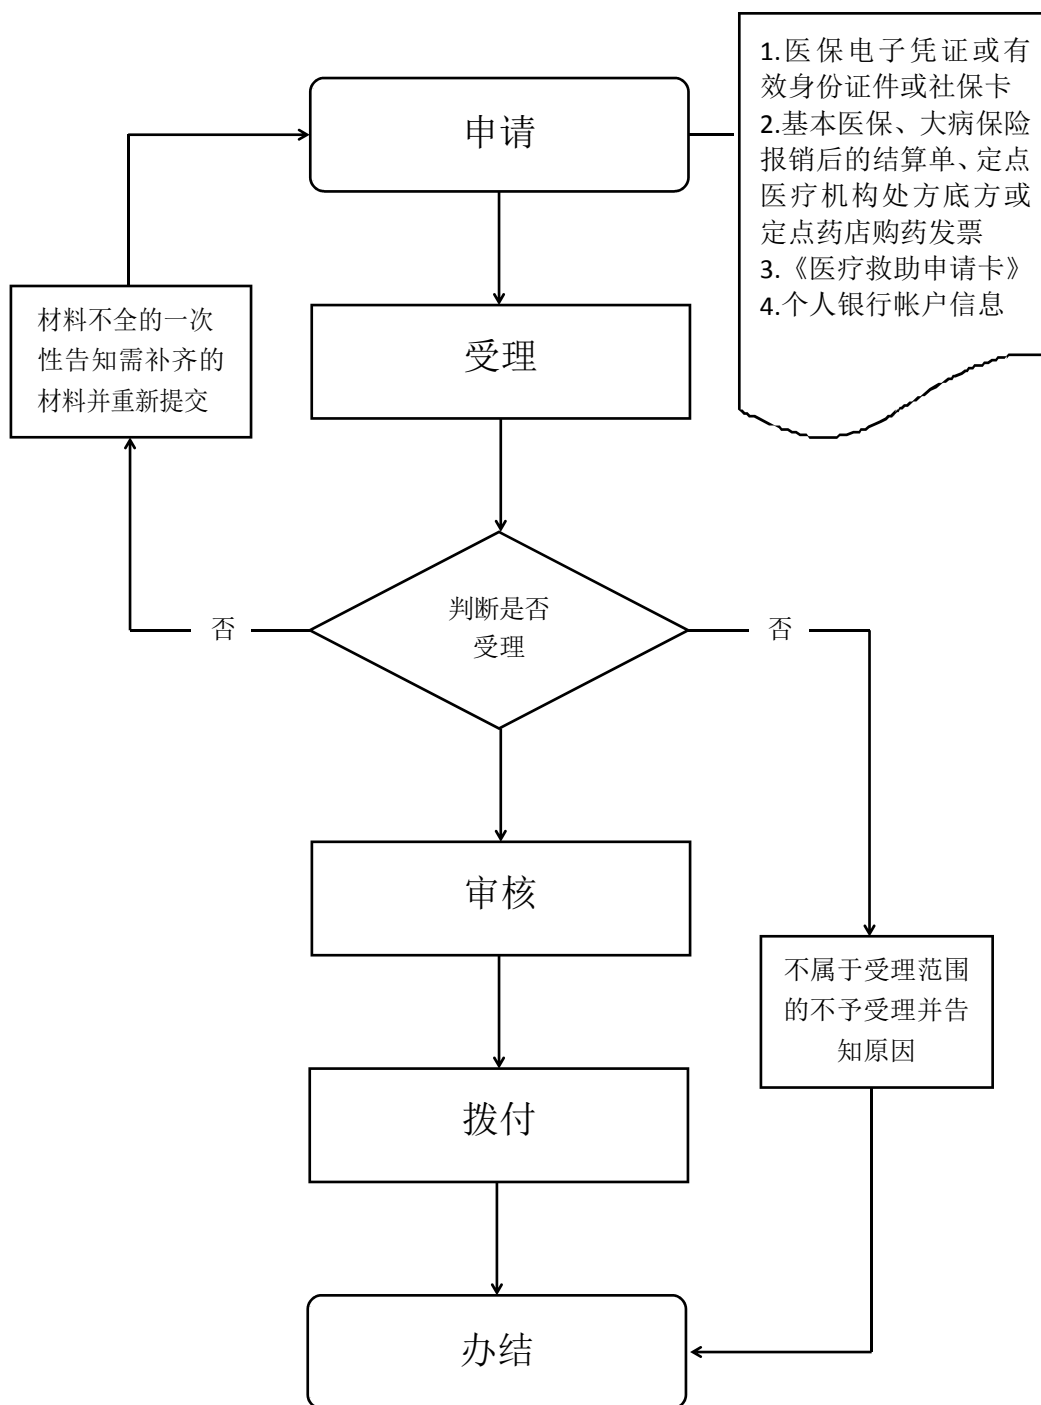 申请
1.医保电子凭证或有
效身份证件或社保卡
2.基本医保、大病保险
报销后的结算单、定点
医疗机构处方底方或
定点药店购药发票
3.《医疗救助申请卡》
4.个人银行帐户信息
材料不全的一次
性告知需补齐的
材料并重新提交
受理
判断是否
受理
否
否
审核
不属于受理范围
的不予受理并告
知原因
拨付
办结